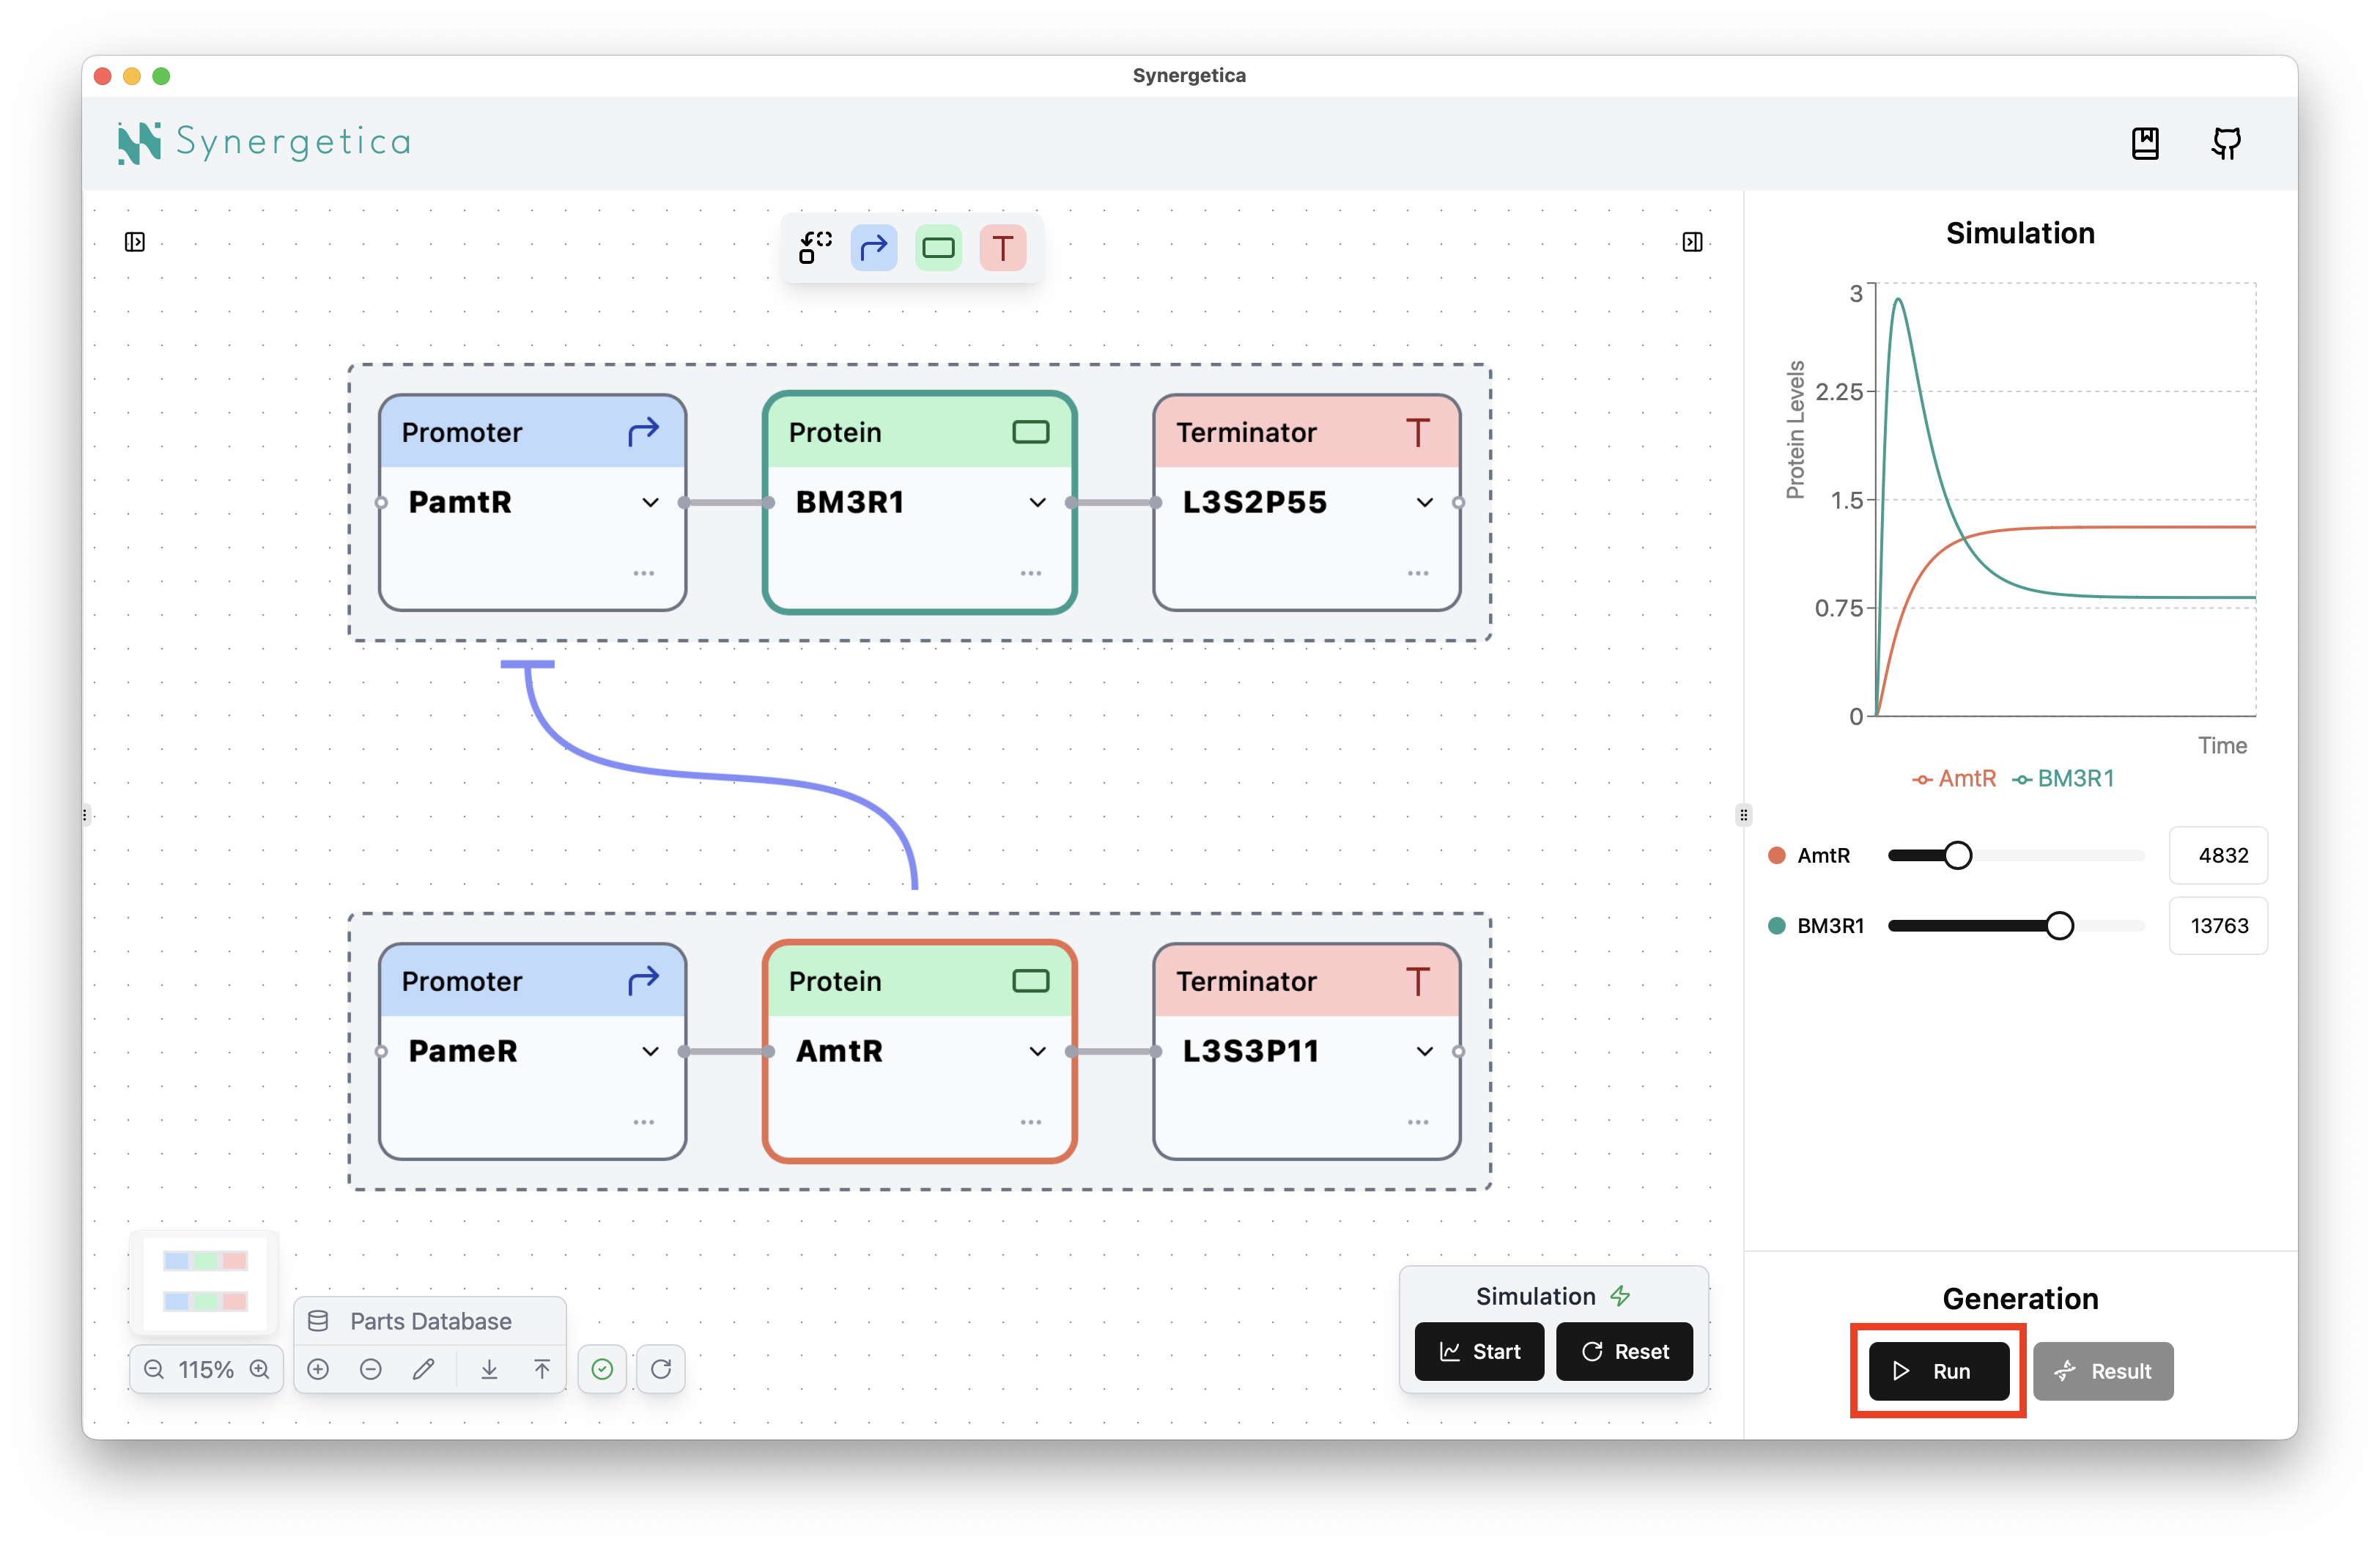 Synergetica
Synergetica
Promoter
PamtR
...
Protein
BM3R1
...
Terminator
L3S2P55
...
Promoter
PameR
...
Protein
AmtR
...
Terminator
L3S3P11
...
115%
Parts Database
Simulation
Start
Reset
Simulation
Protein Levels
3
2.25
1.5
0.75
0
Time
AmtR BM3R1
AmtR 4832
BM3R1 13763
Generation
Run
Result